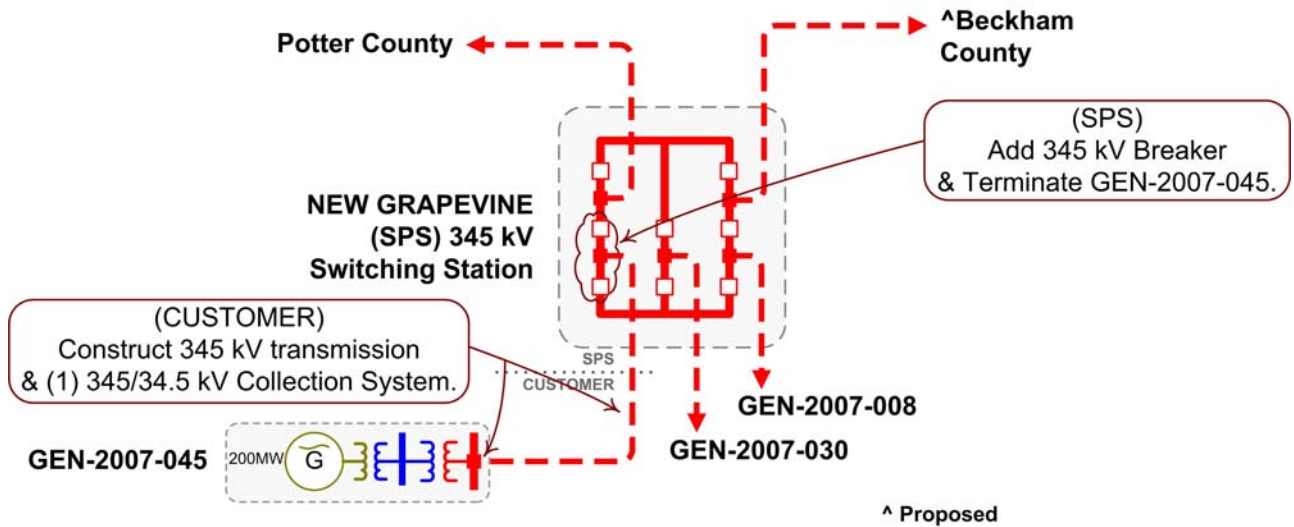 Potter County
^Beckham
County
(SPS)
Add 345 kV Breaker
& Terminate GEN-2007-045.
NEW GRAPEVINE
(SPS) 345 kV
Switching Station
(CUSTOMER)
Construct 345 kV transmission
& (1) 345/34.5 kV Collection System.
SPS
CUSTOMER
GEN-2007-008
GEN-2007-030
GEN-2007-045
200MW
G
^ Proposed